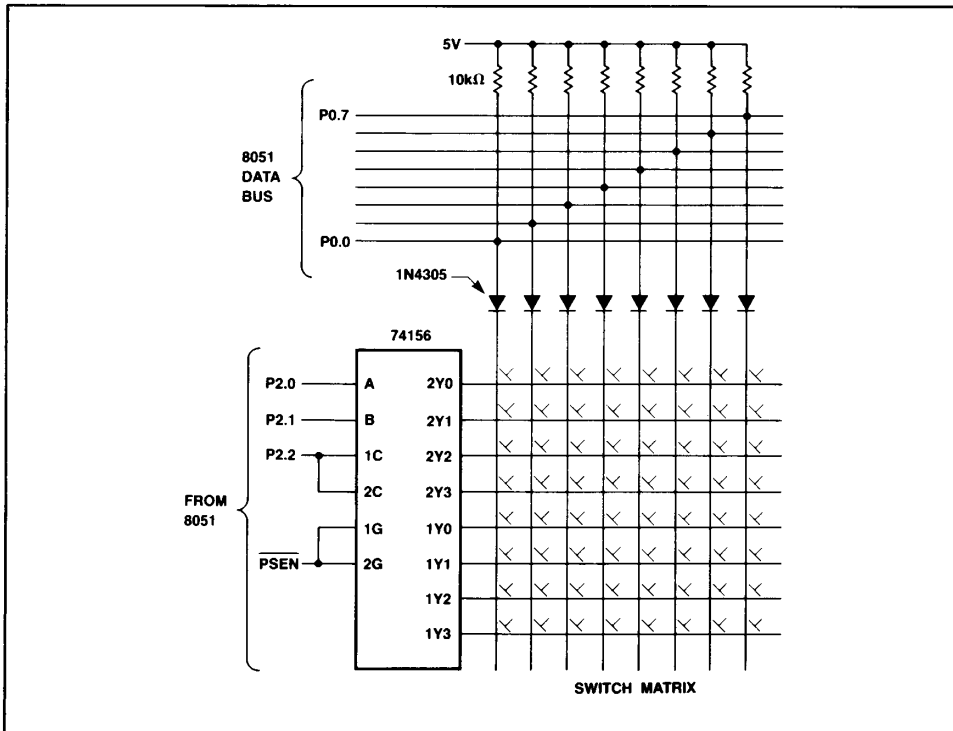 5V
10kΩ
P0.7
8051
DATA
BUS
P0.0
1N4305
74156
P2.0 A 2Y0
P2.1 B 2Y1
P2.2 1C 2Y2
2C 2Y3
FROM
8051
1G 1Y0
PSEN 2G 1Y1
1Y2
1Y3
SWITCH MATRIX